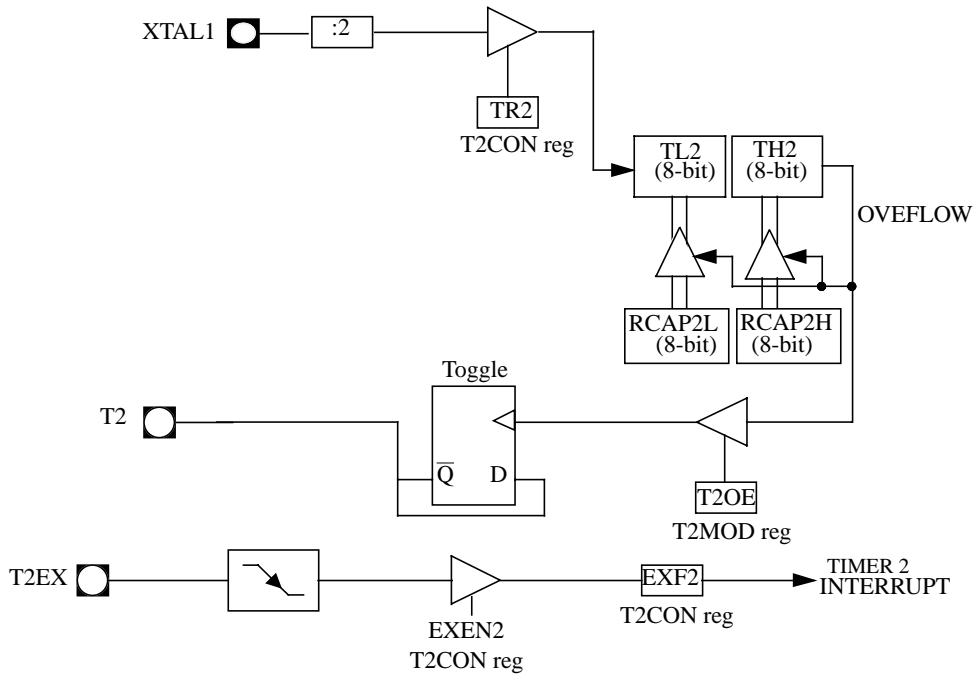 XTAL1
:2
TR2
T2CON reg
TL2
(8-bit)
TH2
(8-bit)
OVEFLOW
RCAP2L
(8-bit)
RCAP2H
(8-bit)
Toggle
T2
Q̅ D
T2OE
T2MOD reg
T2EX
EXEN2
T2CON reg
EXF2
T2CON reg
TIMER 2
INTERRUPT